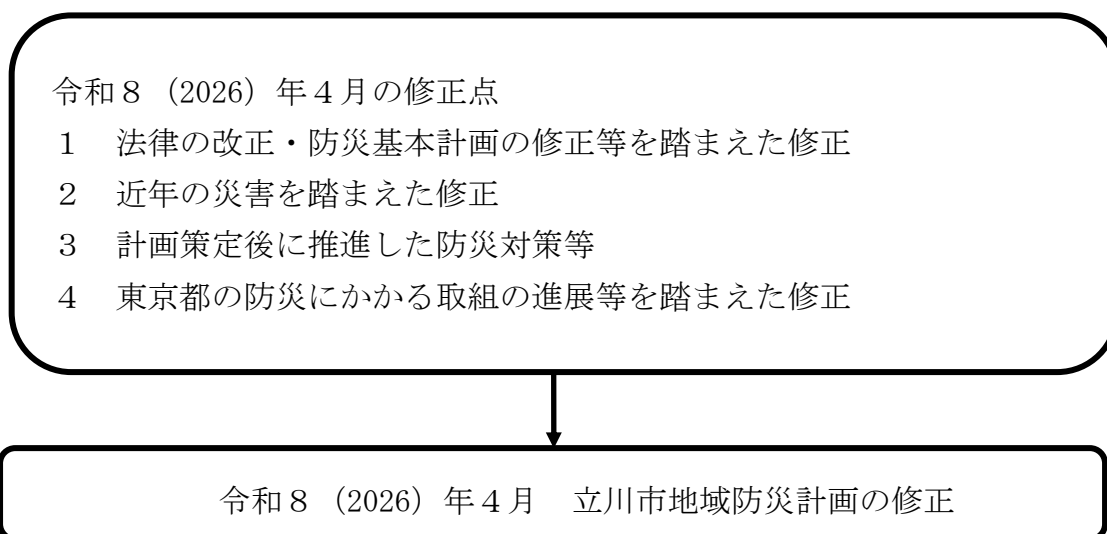 令和８（2026）年４月の修正点
１　法律の改正・防災基本計画の修正等を踏まえた修正
２　近年の災害を踏まえた修正
３　計画策定後に推進した防災対策等
４　東京都の防災にかかる取組の進展等を踏まえた修正
令和８（2026）年４月　立川市地域防災計画の修正